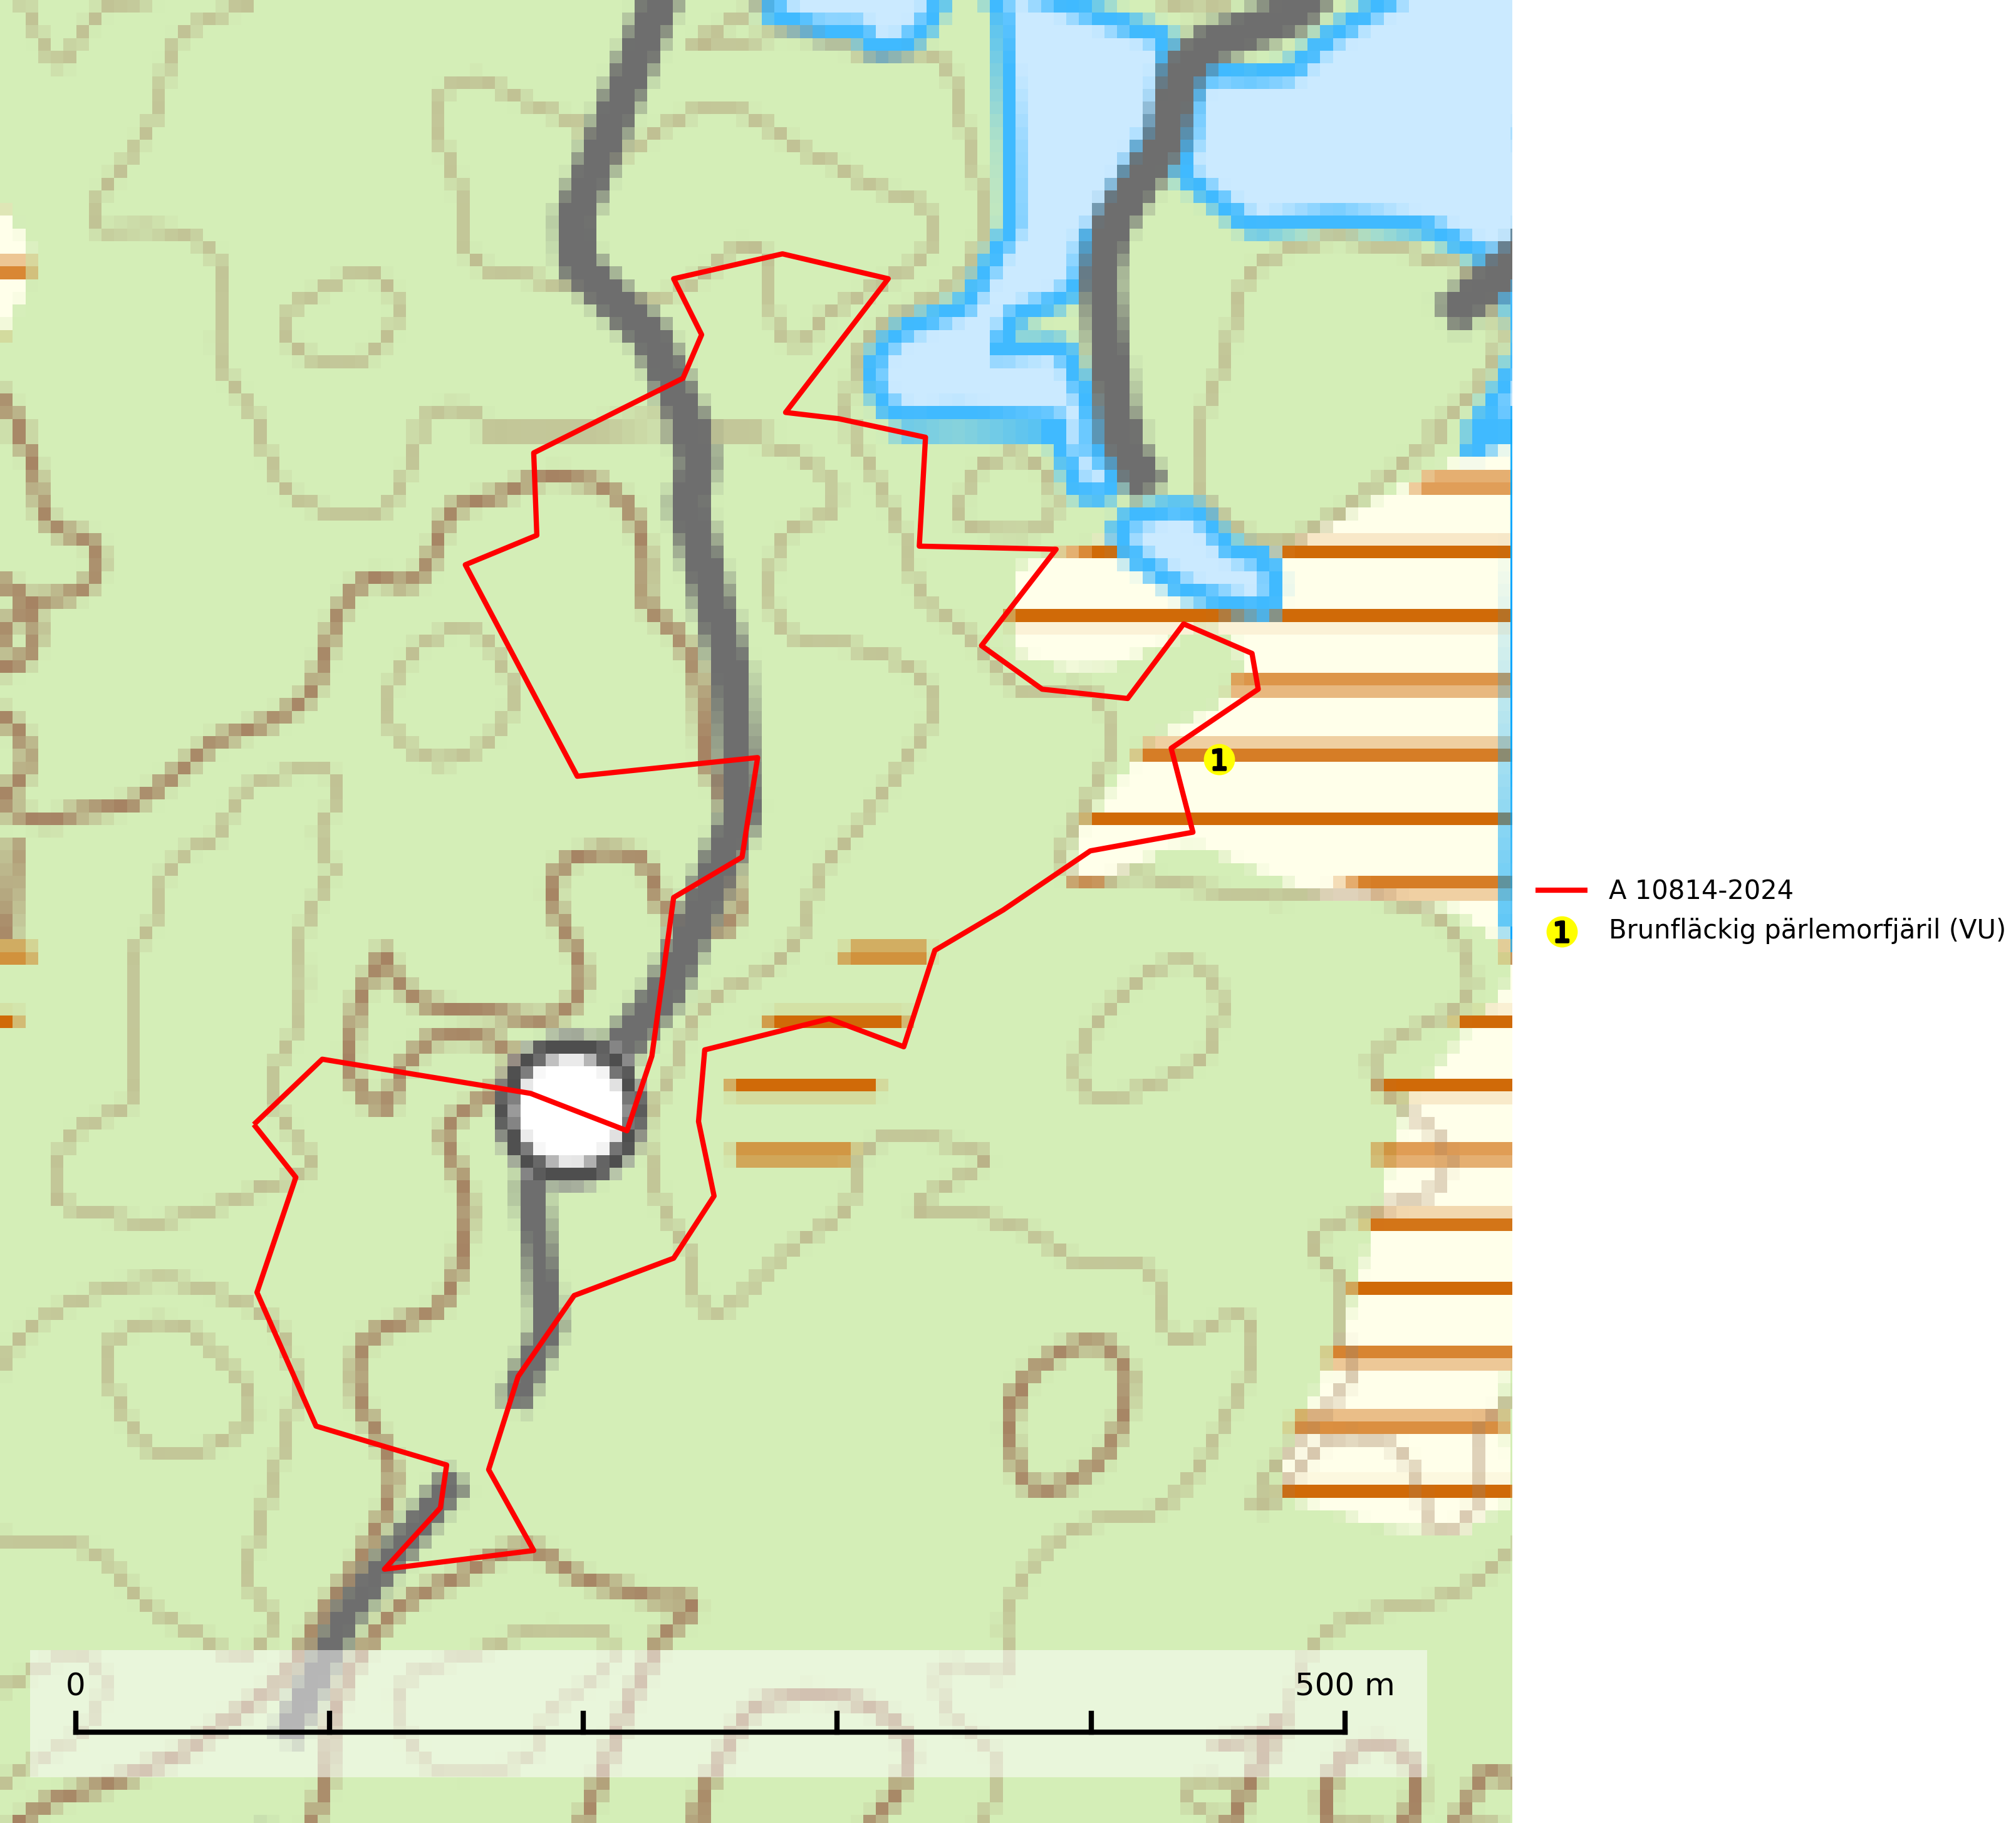 1
A 10814-2024
1 Brunfläckig pärlemorfjäril (VU)
0 500 m